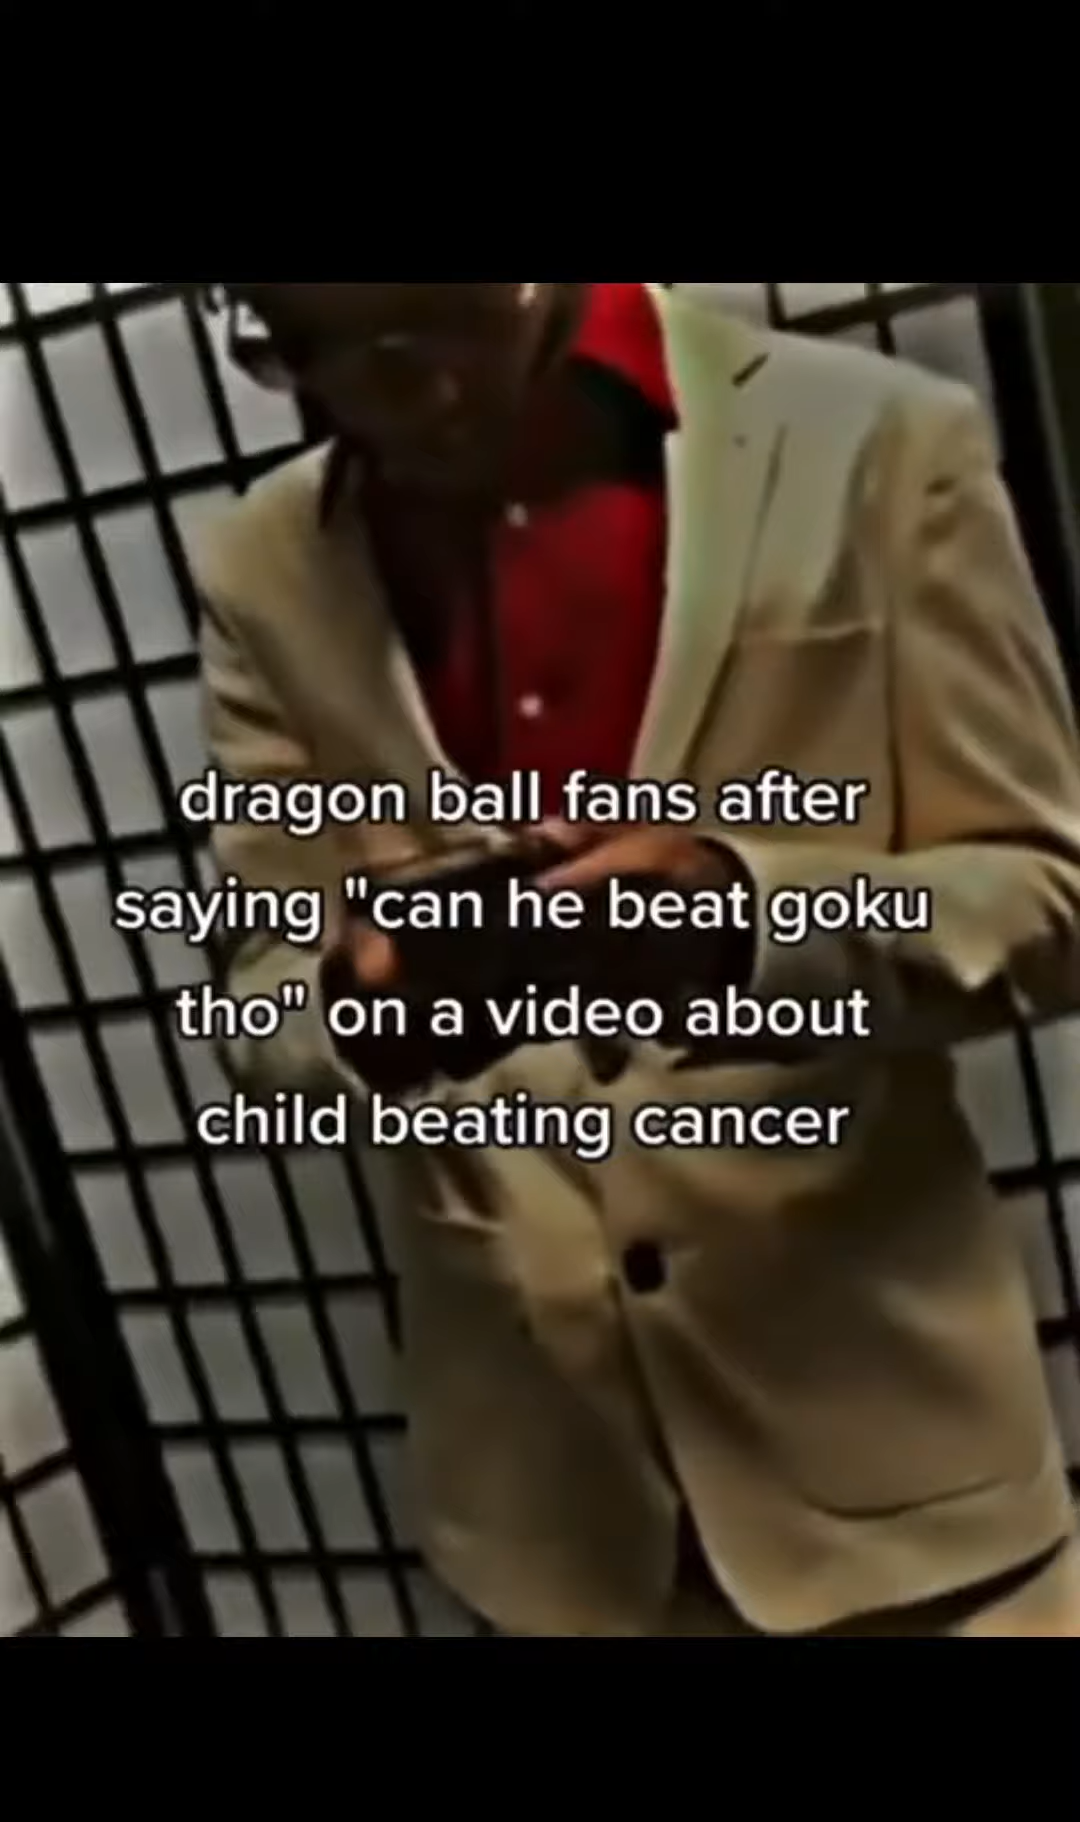 dragon ball fans after
saying "can he beat goku
tho" on a video about
child beating cancer